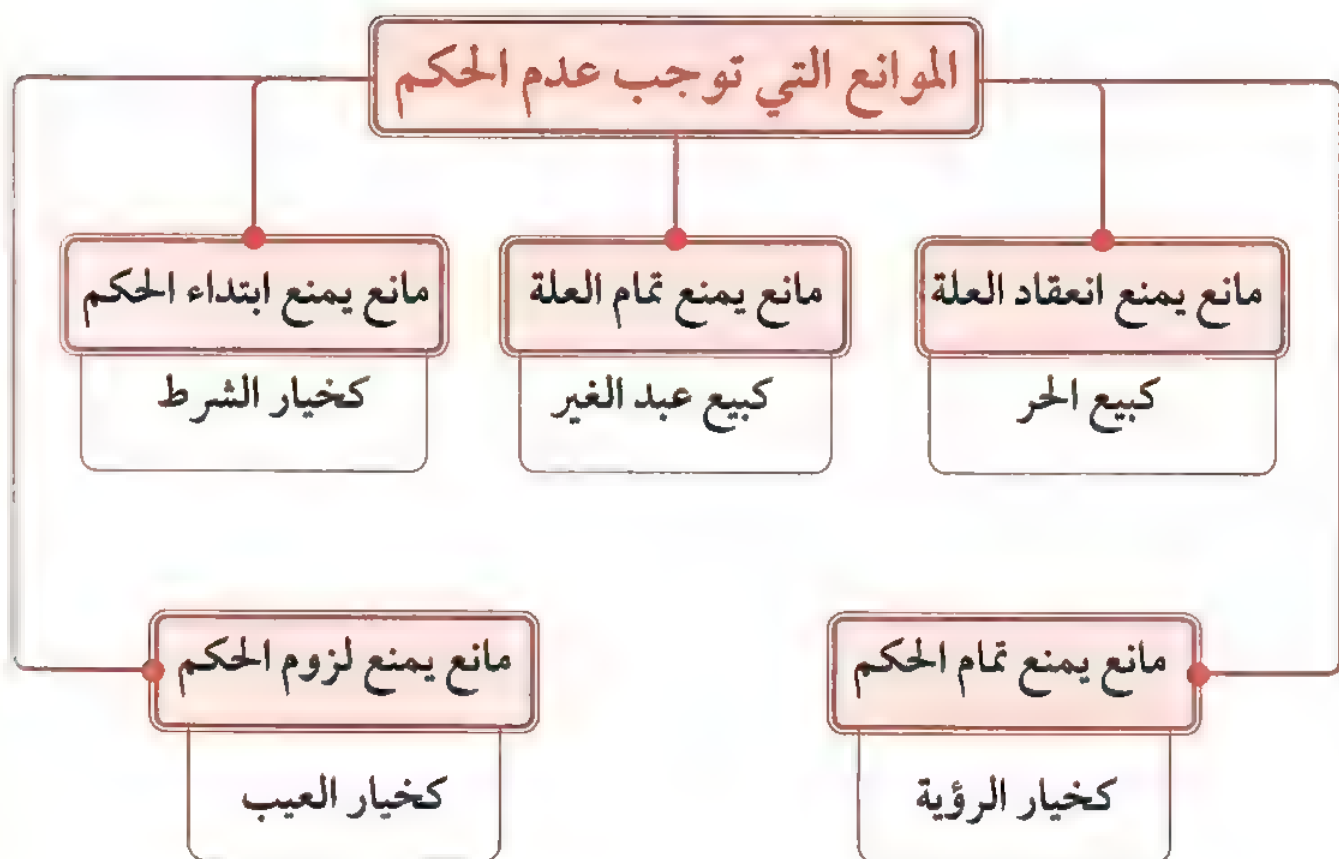 الموانع التي توجب عدم الحكم
مانع يمنع انعقاد العلة
كبيع الحر
مانع يمنع تمام العلة
كبيع عبد الغير
مانع يمنع ابتداء الحكم
كخيار الشرط
مانع يمنع تمام الحكم
كخيار الرؤية
مانع يمنع لزوم الحكم
كخيار العيب